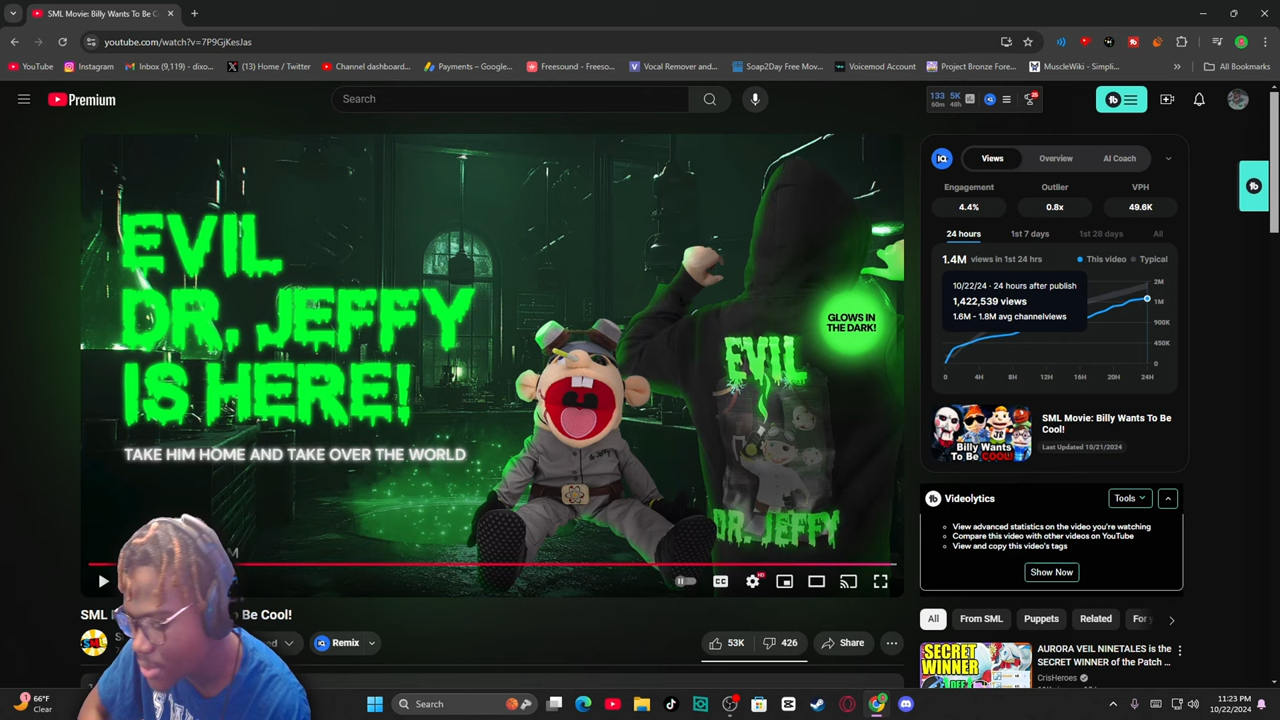 SML Movie: Billy Wants To Be C
youtube.com/watch?v=7P9GjKesJas
YouTube
Instagram
Inbox (9,119) - dixo...
(13) Home / Twitter
Channel dashboard...
Payments – Google...
Freesound - Freeso...
Vocal Remover and...
Soap2Day Free Mov...
Voicemod Account
Project Bronze Fore...
MuscleWiki - Simpli...
All Bookmarks
Premium
Search
133 5K
60m 48h
EVIL
DR. JEFFY
IS HERE!
TAKE HIM HOME AND TAKE OVER THE WORLD
GLOWS IN
THE DARK!
EVIL
DR. JEFFY
Views
Overview
AI Coach
Engagement
Outlier
VPH
4.4%
0.8x
49.6K
24 hours
1st 7 days
1st 28 days
All
1.4M views in 1st 24 hrs
This video
Typical
10/22/24 - 24 hours after publish
1,422,539 views
1.6M - 1.8M avg channelviews
2M
1M
900K
450K
0
0 4H 8H 12H 16H 20H 24H
Billy Wants
To Be COOL!
SML Movie: Billy Wants To Be
Cool!
Last Updated 10/21/2024
Videolytics
Tools
View advanced statistics on the video you're watching
Compare this video with other videos on YouTube
View and copy this video's tags
Show Now
CC
HD
SML
Be Cool!
SML
Remix
53K
426
Share
All
From SML
Puppets
Related
For y
SECRET
WINNER
AURORA VEIL NINETALES is the
SECRET WINNER of the Patch ...
CrisHeroes
66°F
Clear
Search
11:23 PM
10/22/2024